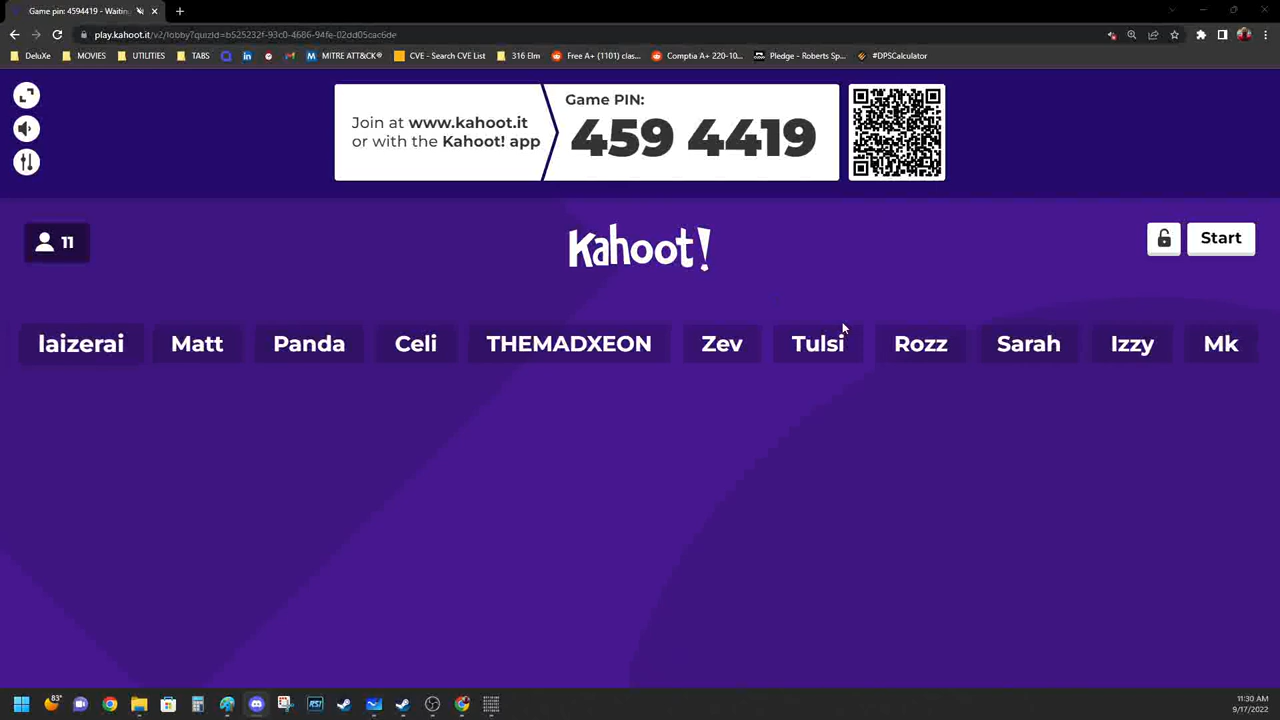 Game pin: 4594419 - Waitin
play.kahoot.it/v2/lobby?quizId=b525232f-93c0-4686-94fe-02dd05cac6de
DeluXe MOVIES UTILITIES TABS MITRE ATT&CK® CVE - Search CVE List 316 Elm Free A+ (1101) clas... Comptia A+ 220-10... Pledge - Roberts Sp... #DPSCalculator
Join at www.kahoot.it
or with the Kahoot! app
Game PIN:
459 4419
11
Kahoot!
Start
laizerai Matt Panda Celi THEMADXEON Zev Tulsi Rozz Sarah Izzy Mk
83°
RSI
11:30 AM
9/17/2022